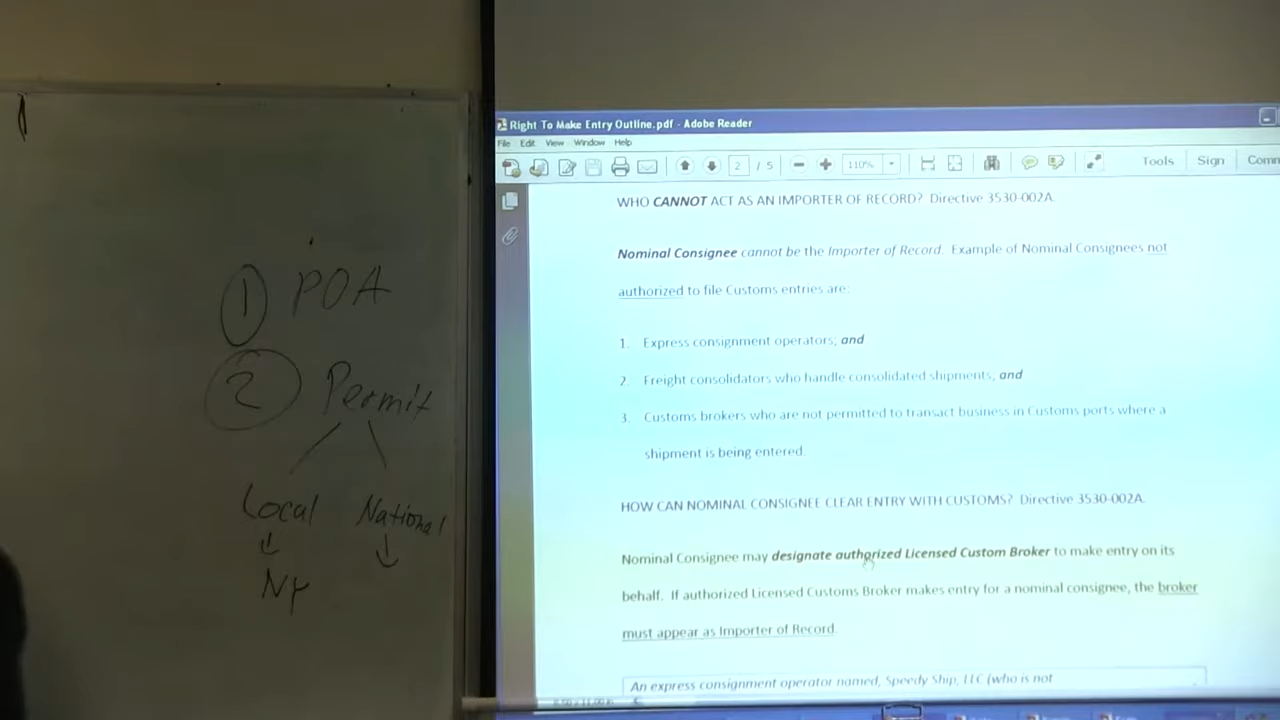 1 POA
2 Permit
Local National
NY
Right To Make Entry Outline.pdf - Adobe Reader
File Edit View Window Help
2 / 5 110% Tools Sign Comm
WHO CANNOT ACT AS AN IMPORTER OF RECORD? Directive 3530-002A.
Nominal Consignee cannot be the Importer of Record. Example of Nominal Consignees not
authorized to file Customs entries are:
1. Express consignment operators; and
2. Freight consolidators who handle consolidated shipments; and
3. Customs brokers who are not permitted to transact business in Customs ports where a
shipment is being entered.
HOW CAN NOMINAL CONSIGNEE CLEAR ENTRY WITH CUSTOMS? Directive 3530-002A.
Nominal Consignee may designate authorized Licensed Custom Broker to make entry on its
behalf. If authorized Licensed Customs Broker makes entry for a nominal consignee, the broker
must appear as Importer of Record.
An express consignment operator named, Speedy Ship, LLC (who is not